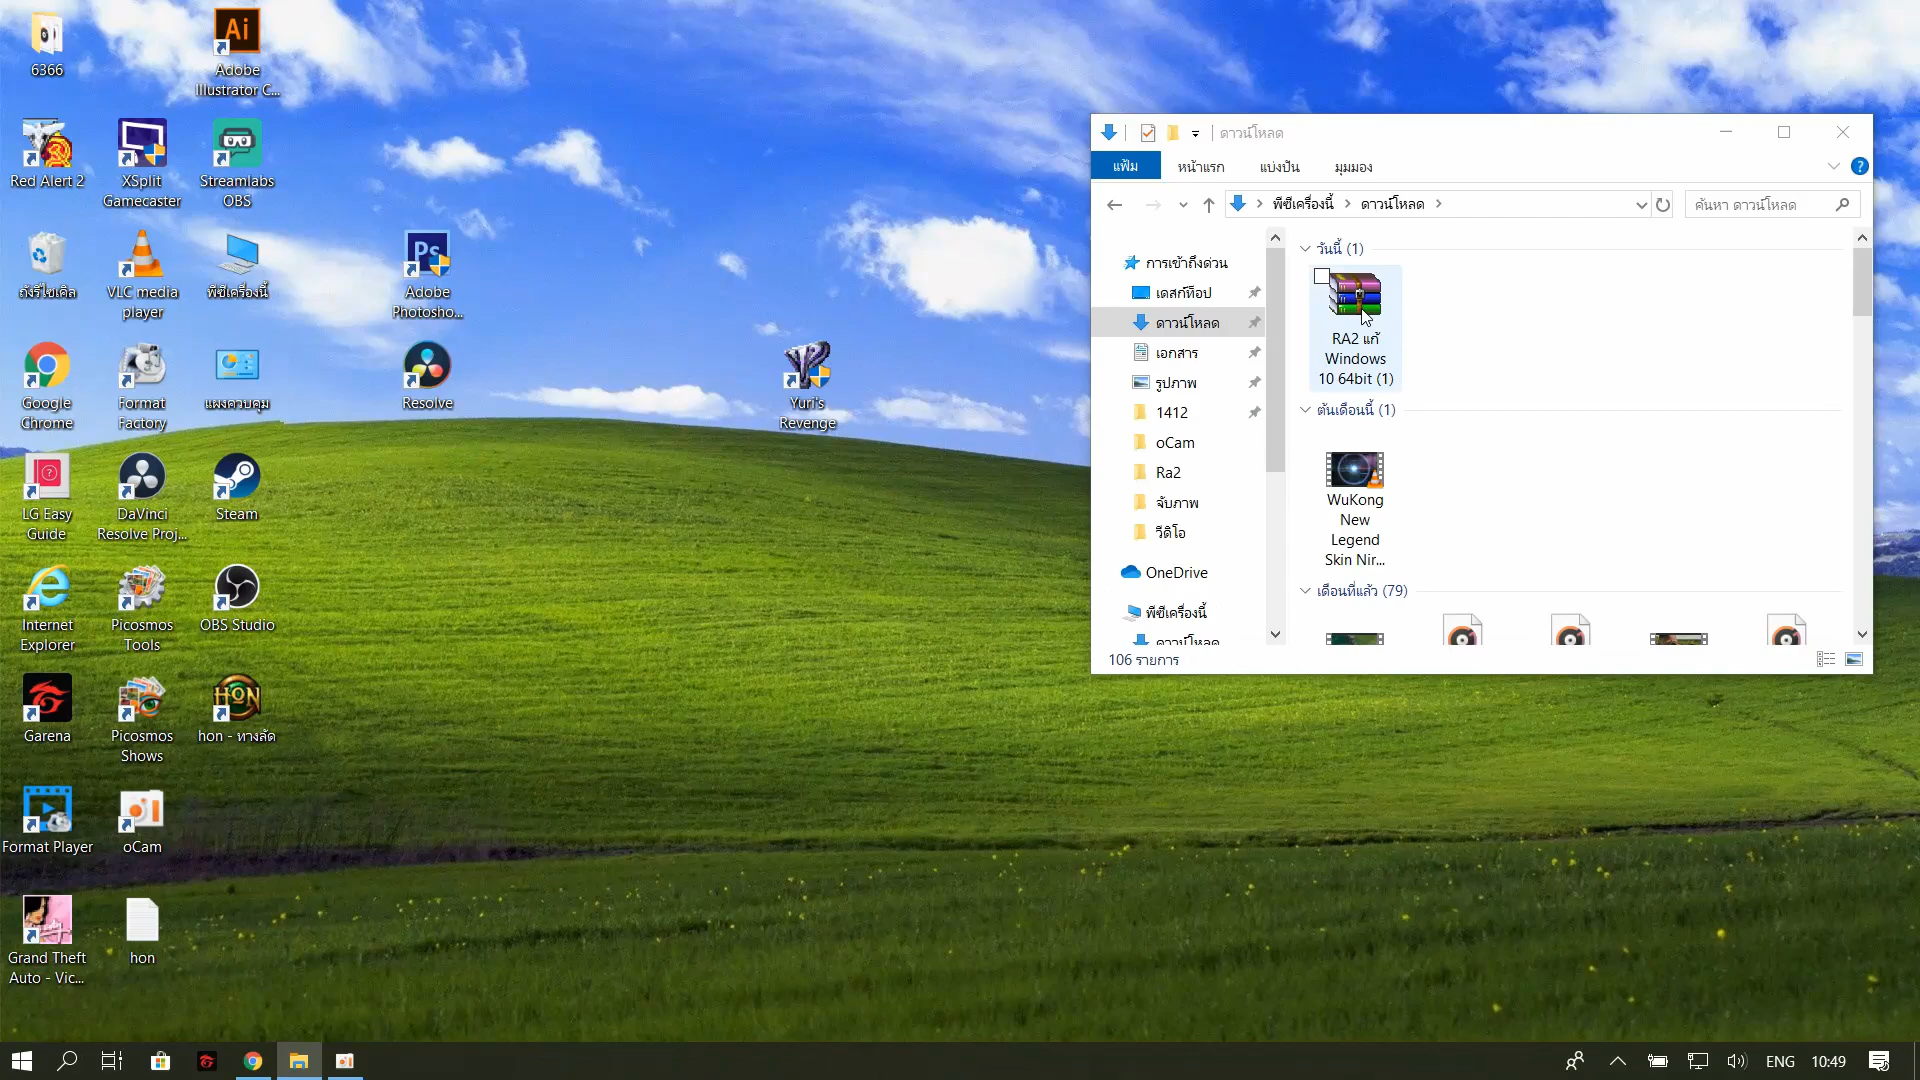 6366
Adobe
Illustrator C...
Red Alert 2
XSplit
Gamecaster
Streamlabs
OBS
ถังรีไซเคิล
VLC media
player
พีซีเครื่องนี้
Adobe
Photosho...
Google
Chrome
Format
Factory
แผงควบคุม
Resolve
Yuri's
Revenge
LG Easy
Guide
DaVinci
Resolve Proj...
Steam
Internet
Explorer
Picosmos
Tools
OBS Studio
Garena
Picosmos
Shows
hon - ทางลัด
Format Player
oCam
Grand Theft
Auto - Vic...
hon
ดาวน์โหลด
แฟ้ม
หน้าแรก
แบ่งปัน
มุมมอง
พีซีเครื่องนี้
ดาวน์โหลด
ค้นหา ดาวน์โหลด
การเข้าถึงด่วน
เดสก์ท็อป
ดาวน์โหลด
เอกสาร
รูปภาพ
1412
oCam
Ra2
จับภาพ
วีดิโอ
OneDrive
พีซีเครื่องนี้
ดาวน์โหลด
วันนี้ (1)
RA2 แก้
Windows
10 64bit (1)
ต้นเดือนนี้ (1)
WuKong
New
Legend
Skin Nir...
เดือนที่แล้ว (79)
106 รายการ
ENG
10:49